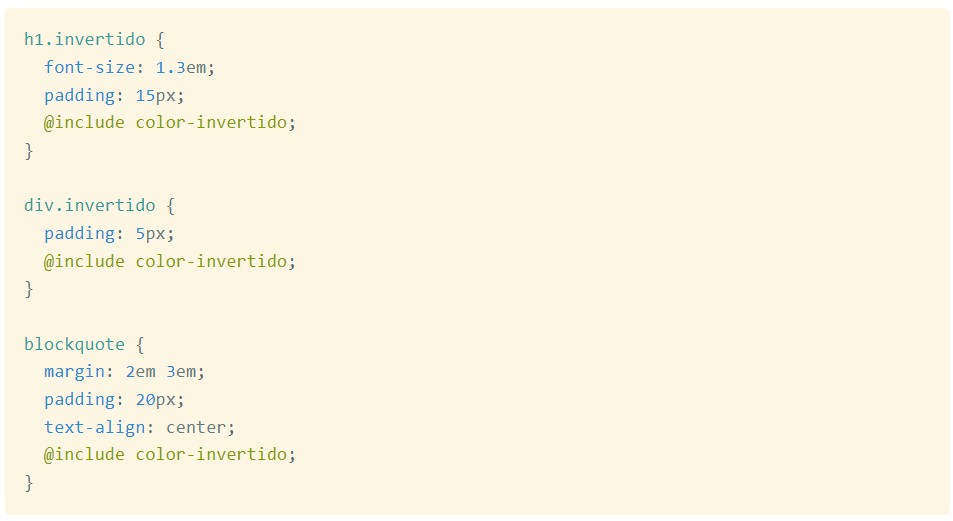 h1.invertido {
  font-size: 1.3em;
  padding: 15px;
  @include color-invertido;
}

div.invertido {
  padding: 5px;
  @include color-invertido;
}

blockquote {
  margin: 2em 3em;
  padding: 20px;
  text-align: center;
  @include color-invertido;
}